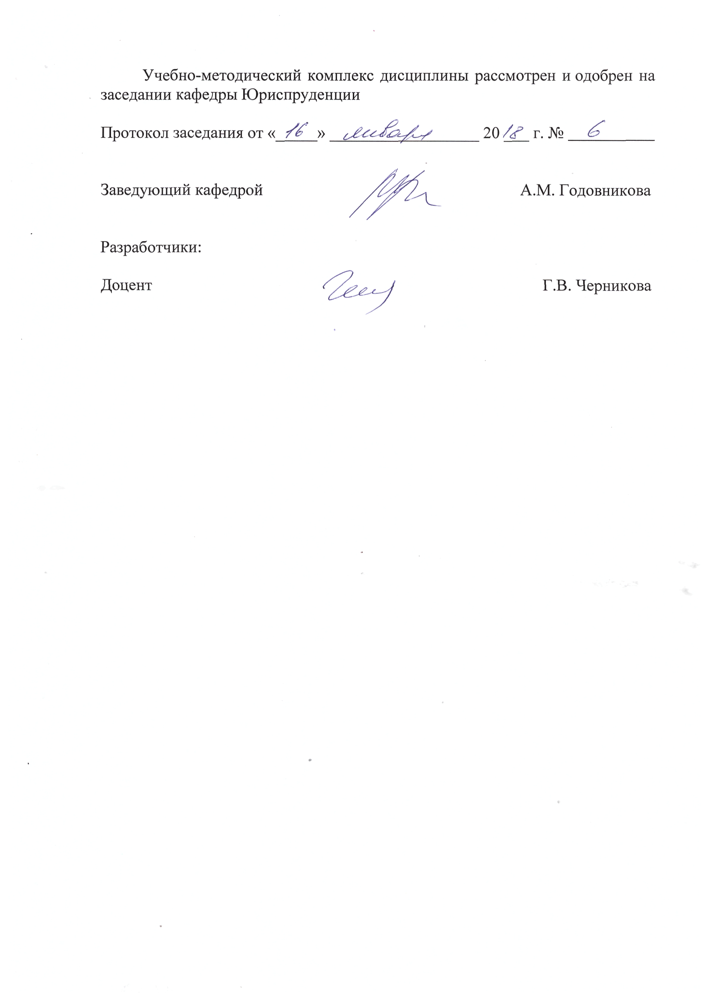 Учебно-методический комплекс дисциплины рассмотрен и одобрен на
заседании кафедры Юриспруденции
Протокол заседания от «16» января 2018 г. № 6
Заведующий кафедрой А.М. Годовникова
Разработчики:
Доцент Г.В. Черникова